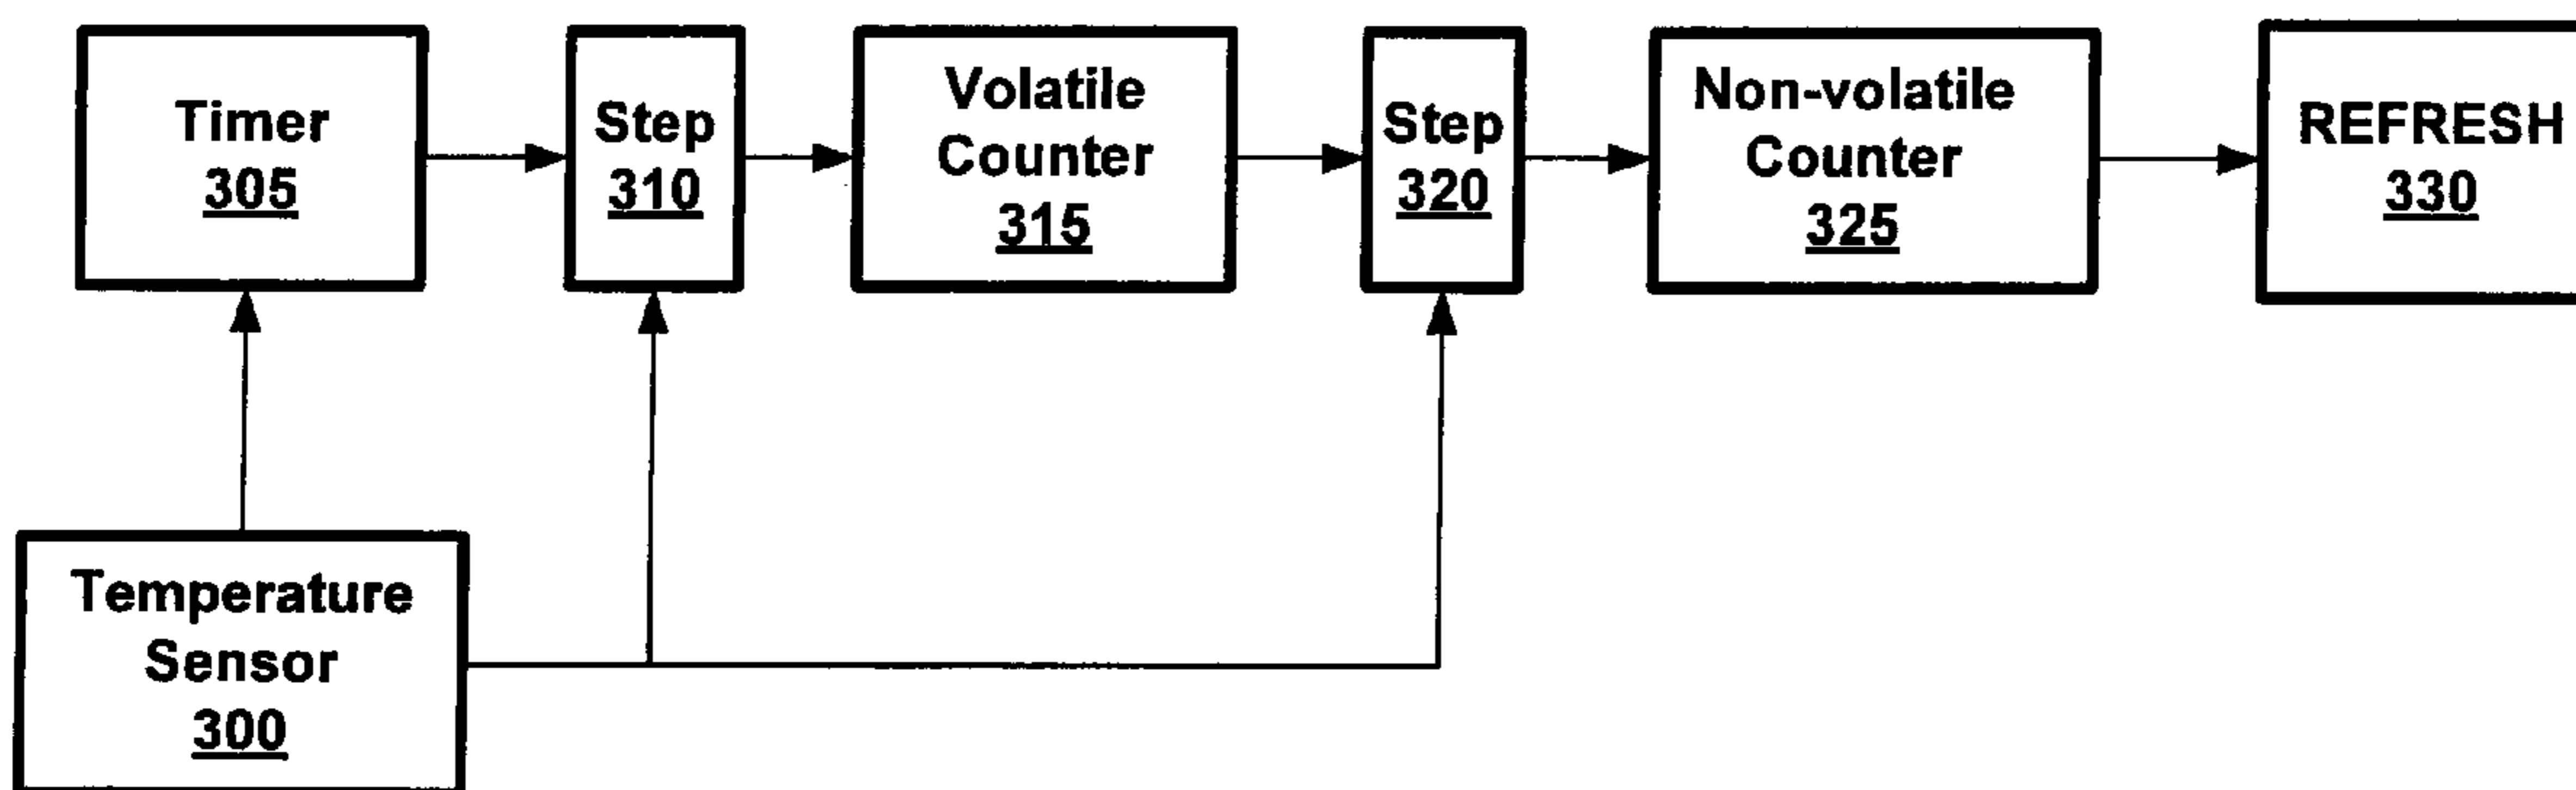 Timer
305
Step
310
Volatile
Counter
315
Step
320
Non-volatile
Counter
325
REFRESH
330
Temperature
Sensor
300